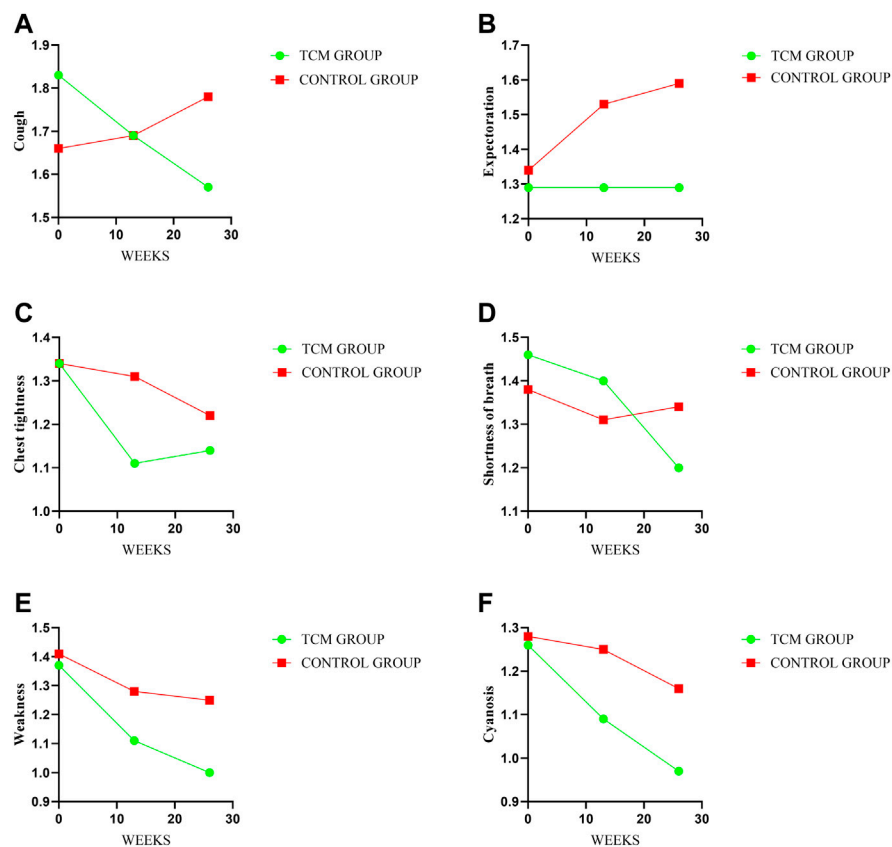 A
1.9
1.8
1.7
1.6
1.5
Cough
0 10 20 30
WEEKS
TCM GROUP
CONTROL GROUP
B
1.7
1.6
1.5
1.4
1.3
1.2
Expectoration
0 10 20 30
WEEKS
TCM GROUP
CONTROL GROUP
C
1.4
1.3
1.2
1.1
1.0
Chest tightness
0 10 20 30
WEEKS
TCM GROUP
CONTROL GROUP
D
1.5
1.4
1.3
1.2
1.1
Shortness of breath
0 10 20 30
WEEKS
TCM GROUP
CONTROL GROUP
E
1.5
1.4
1.3
1.2
1.1
1.0
0.9
Weakness
0 10 20 30
WEEKS
TCM GROUP
CONTROL GROUP
F
1.3
1.2
1.1
1.0
0.9
Cyanosis
0 10 20 30
WEEKS
TCM GROUP
CONTROL GROUP